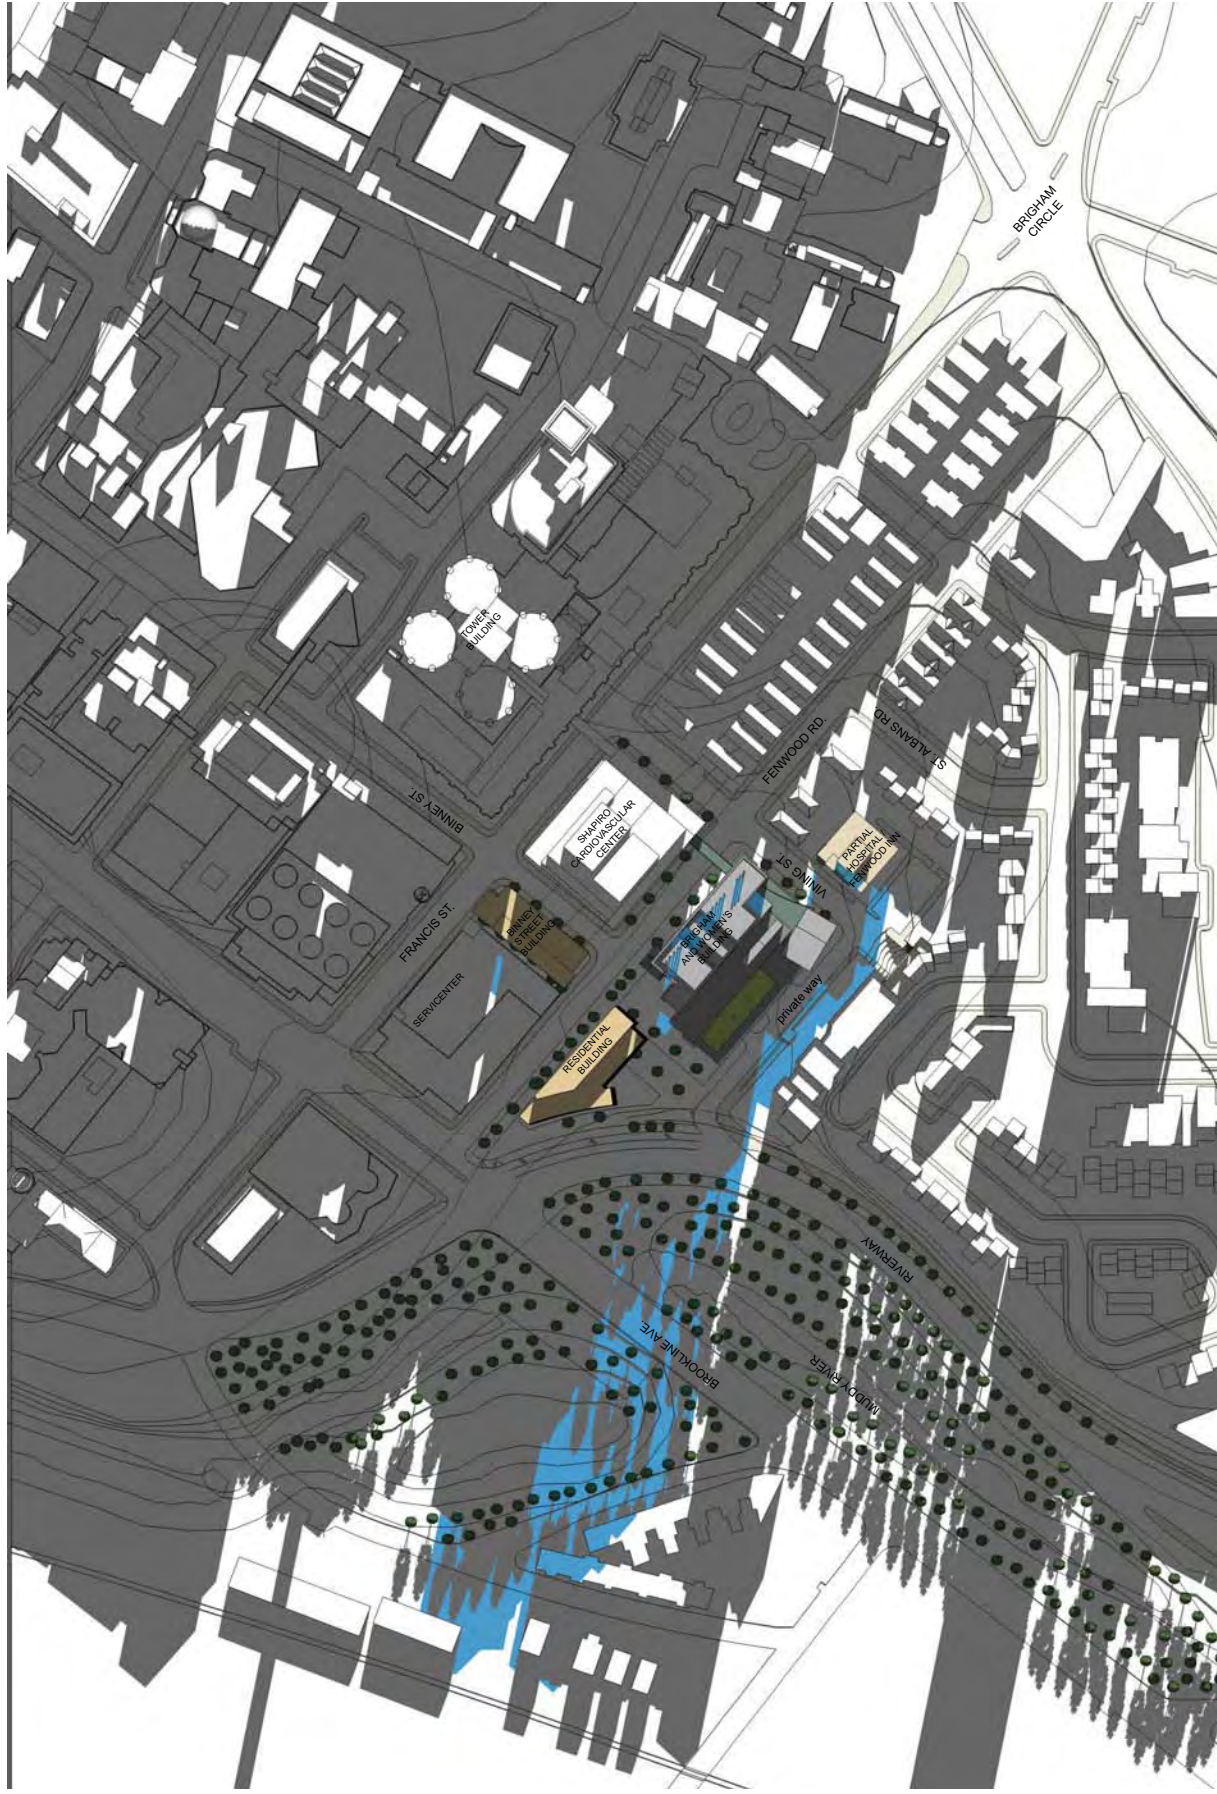 BRIGHAM
CIRCLE
TOWER
BUILDING
FENWOOD RD.
ST. ALBANS RD.
BINNEY ST.
SHAPIRO
CARDIOVASCULAR
CENTER
PARTIAL
HOSPITAL /
FENWOOD INN
VINING ST.
FRANCIS ST.
BINNEY
STREET
BUILDING
BRIGHAM
AND WOMEN'S
BUILDING
SERVICENTER
private way
RESIDENTIAL
BUILDING
RIVERWAY
BROOKLINE AVE.
MUDDY RIVER